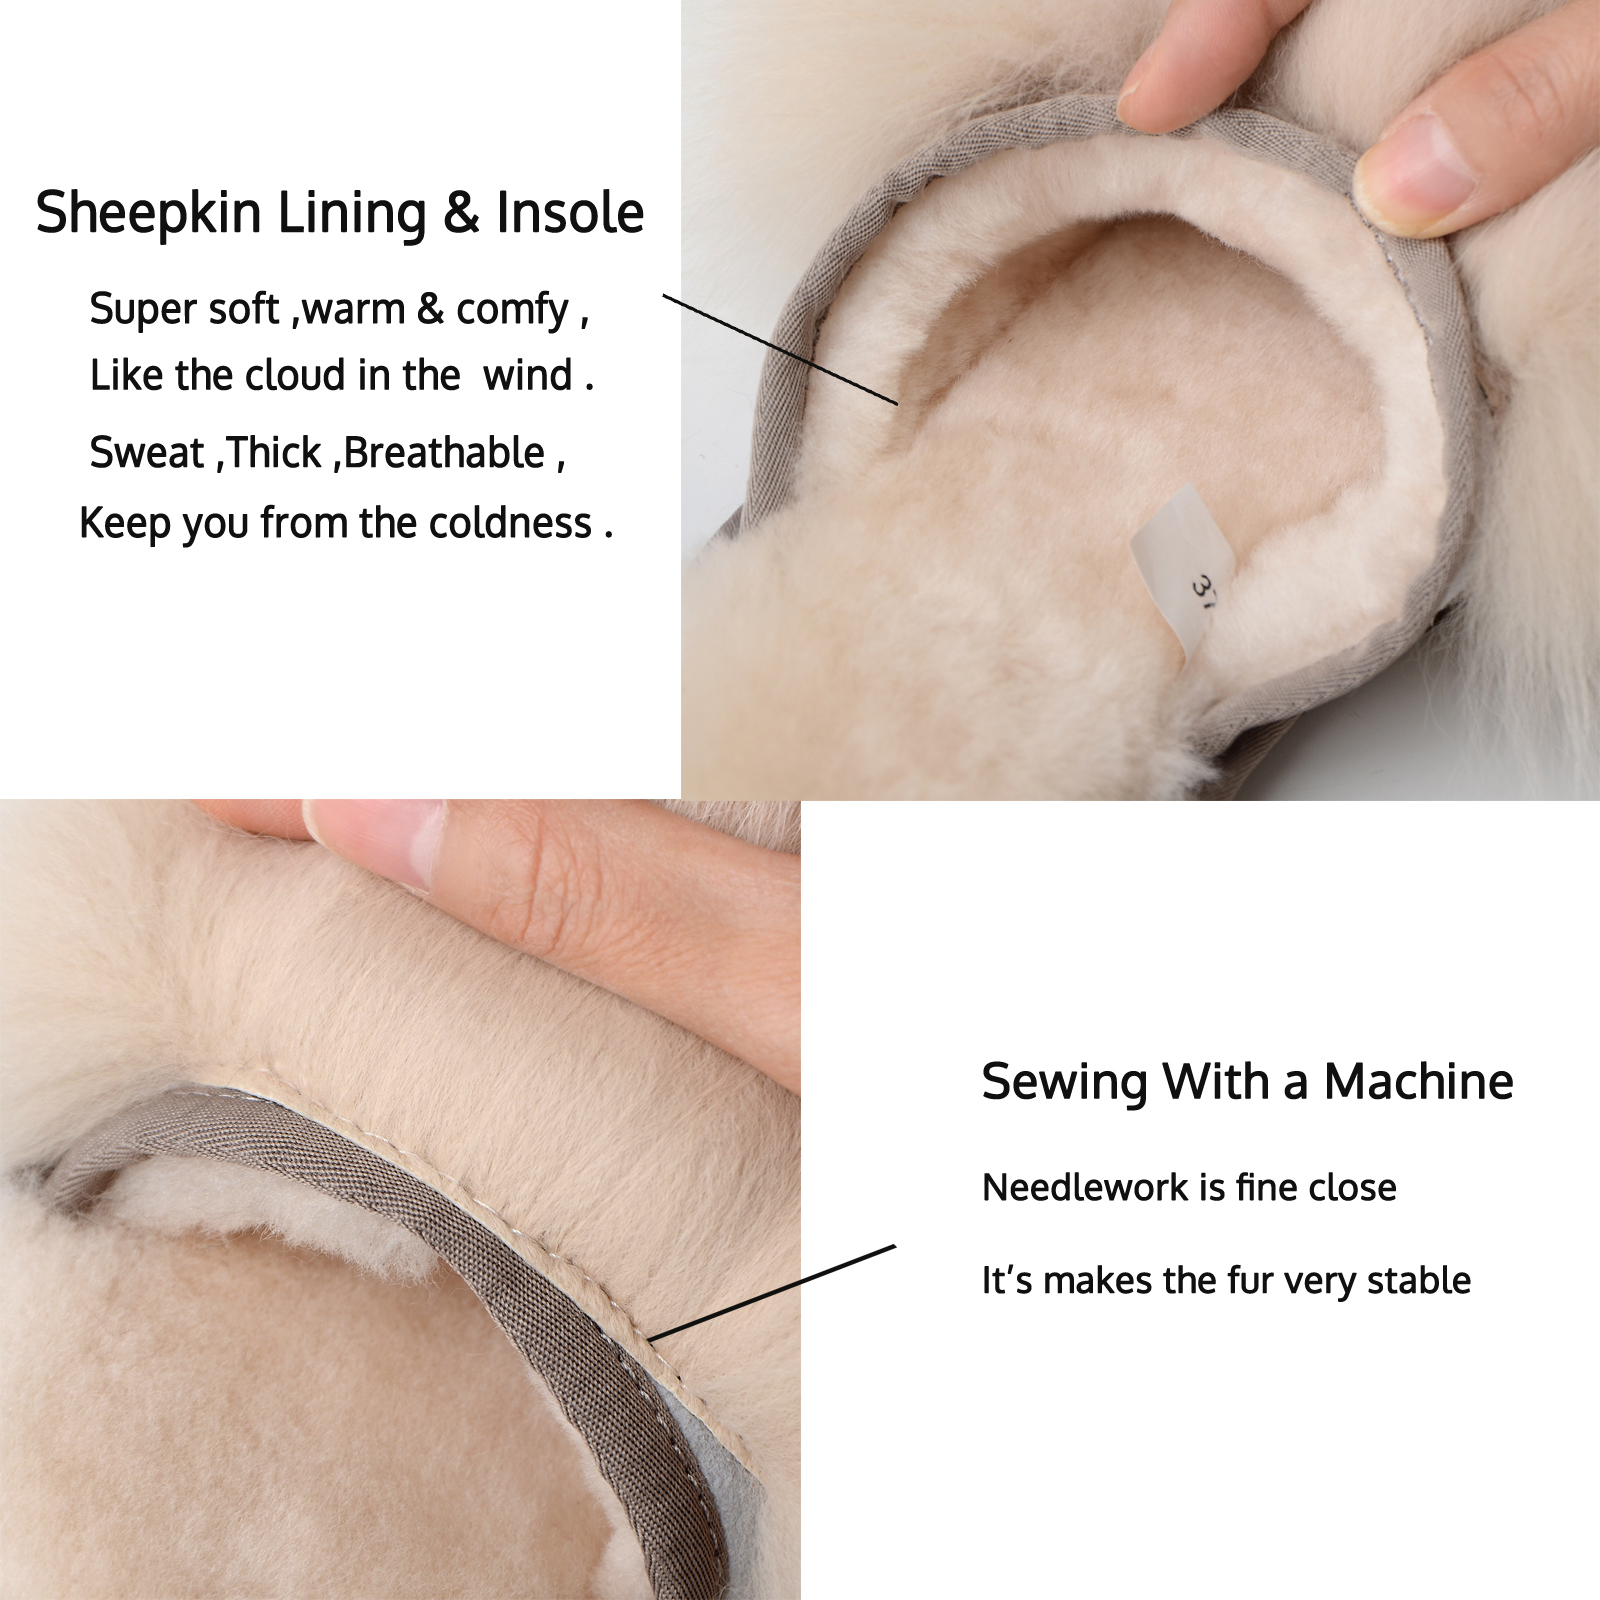 Sheepkin Lining & Insole
Super soft ,warm & comfy ,
Like the cloud in the wind .
Sweat ,Thick ,Breathable ,
Keep you from the coldness .
37
Sewing With a Machine
Needlework is fine close
It's makes the fur very stable